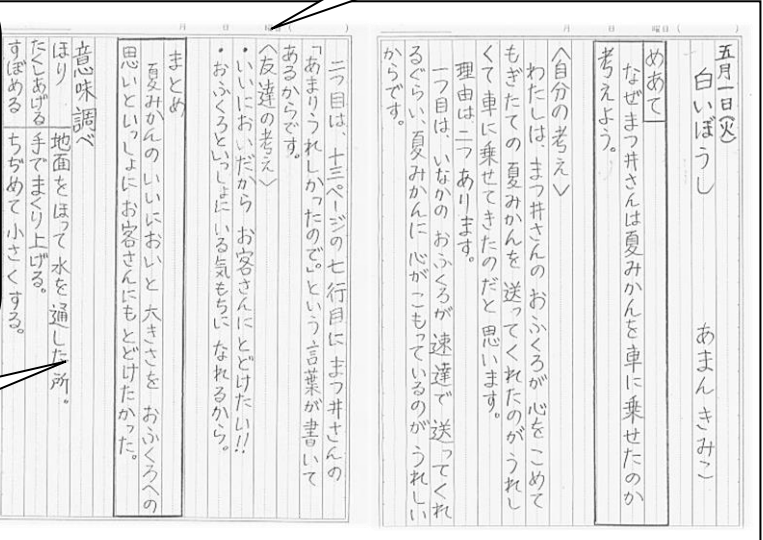 月　日　曜日（　　）
五月一日(火)
白いぼうし　あまんきみこ
めあて
なぜまつ井さんは夏みかんを車に乗せたのか
考えよう。
〈自分の考え〉
わたしは、まつ井さんのおふくろが心をこめて
もぎたての夏みかんを送ってくれたのがうれし
くて車に乗せてきたのだと思います。
理由は二つあります。
一つ目は、いなかのおふくろが速達で送ってくれ
るぐらい、夏みかんに心がこもっているのがうれしい
からです。
月　日　曜日（　　）
二つ目は、十三ページの七行目にまつ井さんの
「あまりうれしかったので。」という言葉が書いて
あるからです。
〈友達の考え〉
・いいにおいだからお客さんにとどけたい!!
・おふくろといっしょにいる気もちになれるから。
まとめ
夏みかんのいいにおいと大きさを おふくろへの
思いといっしょにお客さんにもとどけたかった。
意味調べ
ほり　地面をほって水を通した所。
たくしあげる　手でまくり上げる。
すぼめる　ちぢめて小さくする。